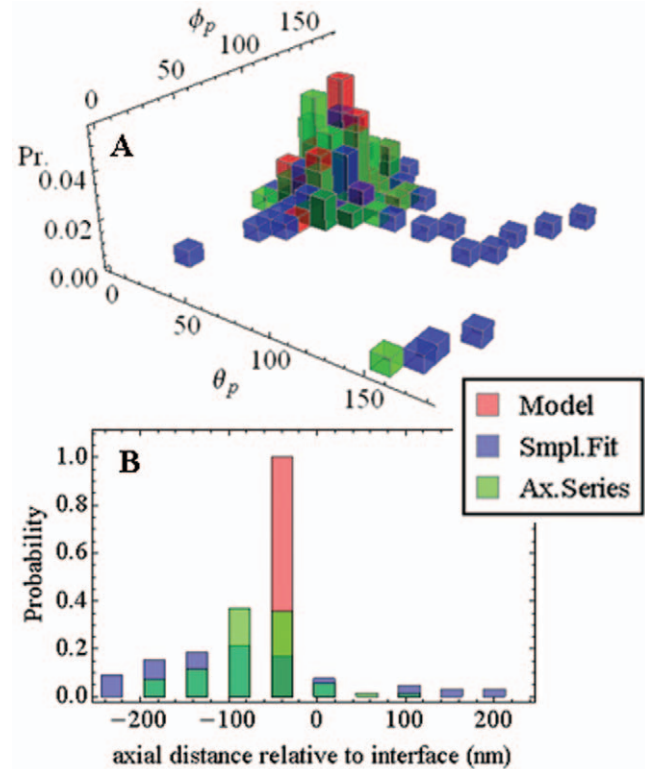 ϕp
0 50 100 150
A
Pr.
0.04
0.02
0.00
0 50 100 150
θp
Model
Smpl.Fit
Ax.Series
B
Probability
1.0
0.8
0.6
0.4
0.2
0.0
−200 −100 0 100 200
axial distance relative to interface (nm)